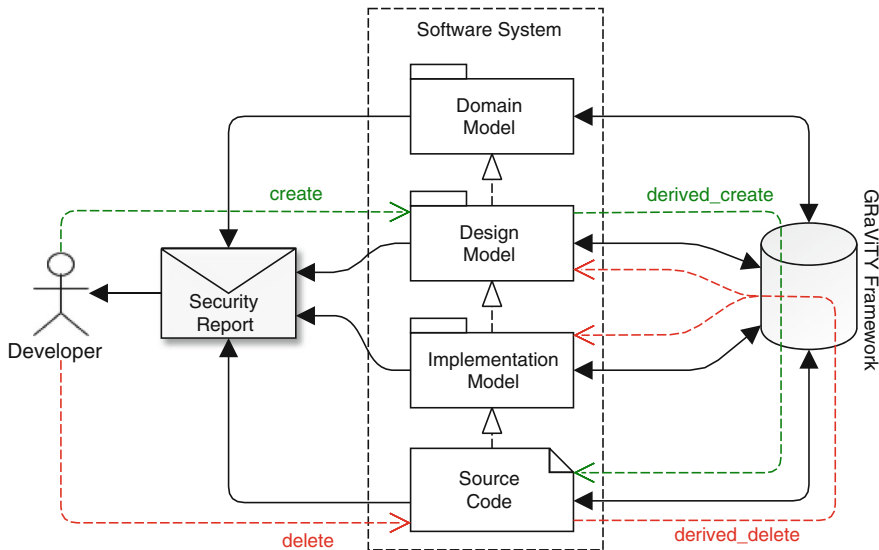 Software System
Domain
Model
create
derived_create
Design
Model
Security
Report
Developer
Implementation
Model
GRaViTY Framework
Source
Code
delete
derived_delete